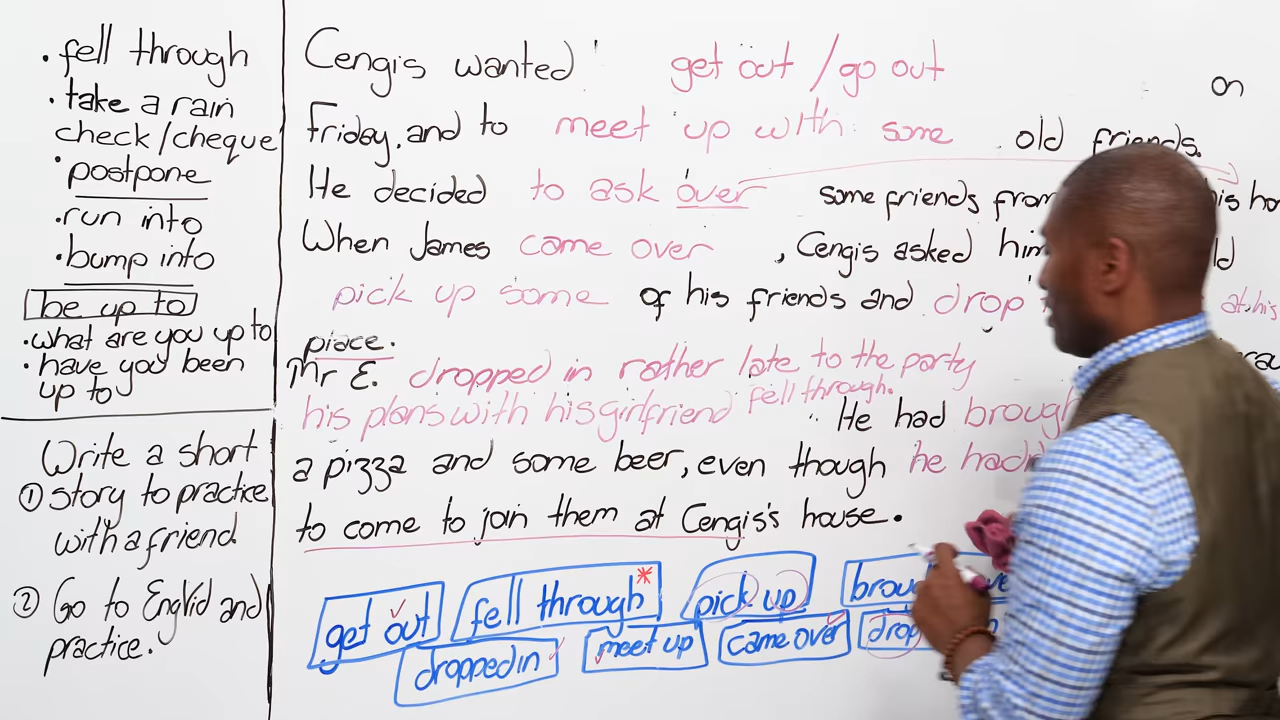 . fell through
. take a rain
check/cheque
. postpone
. run into
. bump into
be up to
. what are you up to
. have you been
up to
Write a short
① story to practice
with a friend.
② Go to EngVid and
practice.
Cengis wanted get out / go out on
Friday, and to meet up with some old friends.
He decided to ask over some friends from his
When James came over , Cengis asked him
pick up some of his friends and drop at his
place.
Mr E. dropped in rather late to the party
his plans with his girlfriend fell through. He had
a pizza and some beer, even though he
to come to join them at Cengis's house.
get out
fell through*
pick up
dropped in
meet up
came over
drop